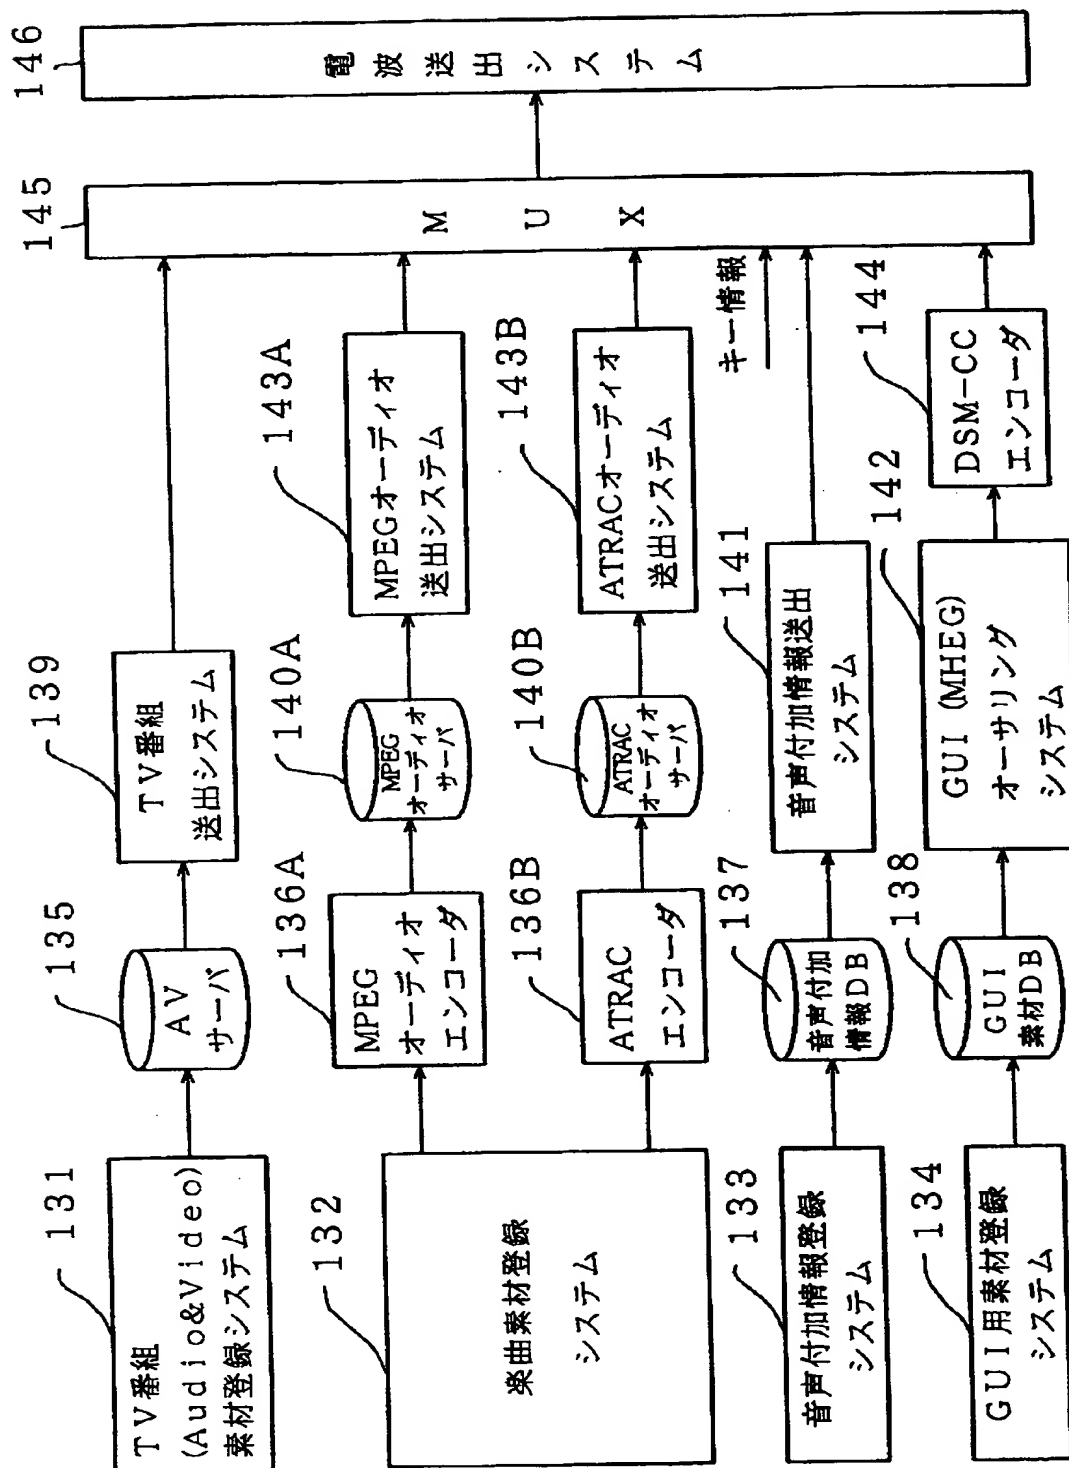 131
TV番組
(Audio&Video)
素材登録システム
135
AV
サーバ
139
TV番組
送出システム
132
楽曲素材登録
システム
136A
MPEG
オーディオ
エンコーダ
140A
MPEG
オーディオ
サーバ
143A
MPEGオーディオ
送出システム
136B
ATRAC
エンコーダ
140B
ATRAC
オーディオ
サーバ
143B
ATRACオーディオ
送出システム
キー情報
133
音声付加情報登録
システム
137
音声付加
情報DB
141
音声付加情報送出
システム
134
GUI用素材登録
システム
138
GUI
素材DB
142
GUI(MHEG)
オーサリング
システム
144
DSM-CC
エンコーダ
145
MUX
146
電波送出システム